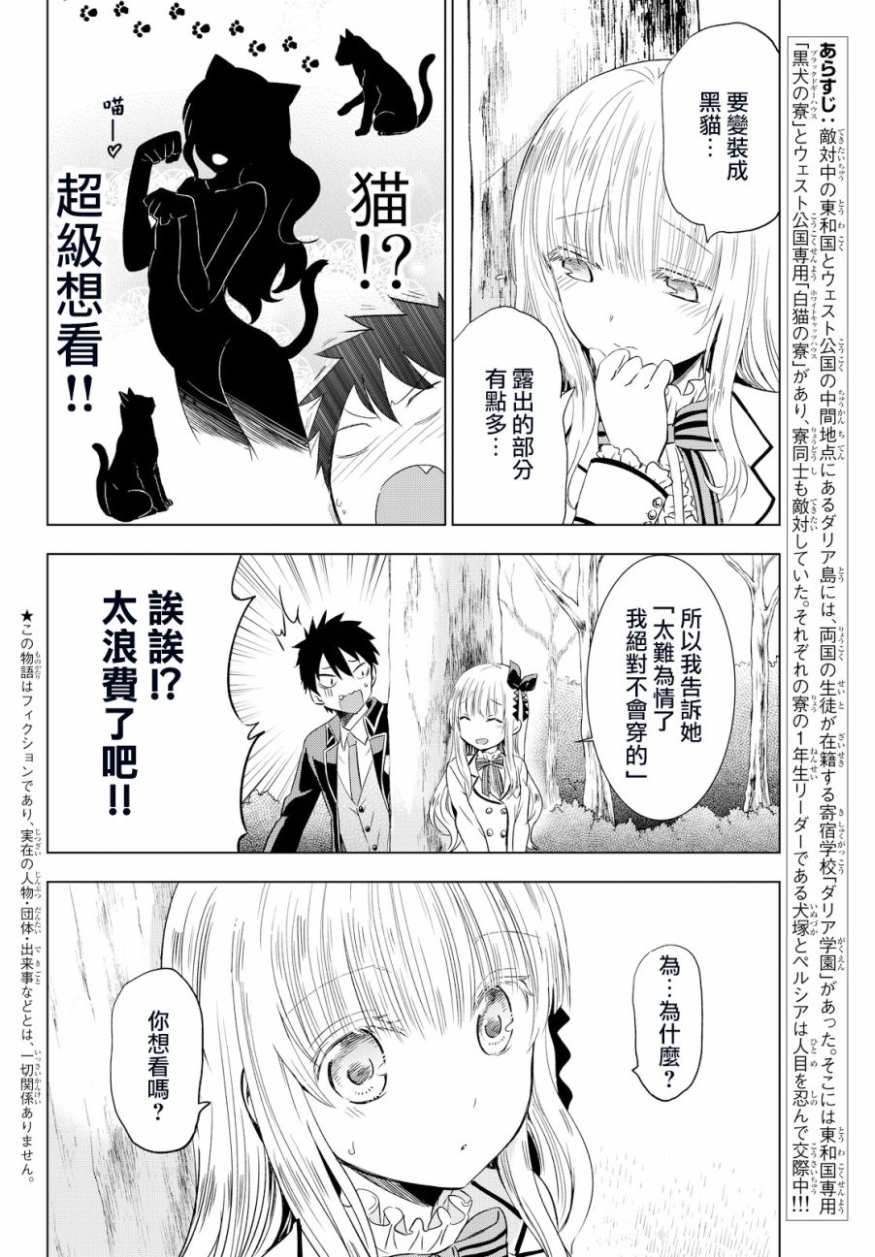 あらすじ：敵対中の東和国とウェスト公国の中間地点にあるダリア島には、両国の生徒が在籍する寄宿学校「ダリア学園」があった。そこには東和国専用
「黒犬の寮」とウェスト公国専用「白猫の寮」があり、寮同士も敵対していた。それぞれの寮の1年生リーダーである犬塚とペルシアは人目を忍んで交際中!!!
要變裝成
黑貓…
露出的部分
有點多…
猫!?
喵—♡
超級想看!!
所以我告訴她
「太難為情了
我絕對不會穿的」
誒誒!?
太浪費了吧!!
為…為什麼?
你想看嗎?
★この物語はフィクションであり、実在の人物・団体・出来事などとは、一切関係ありません。